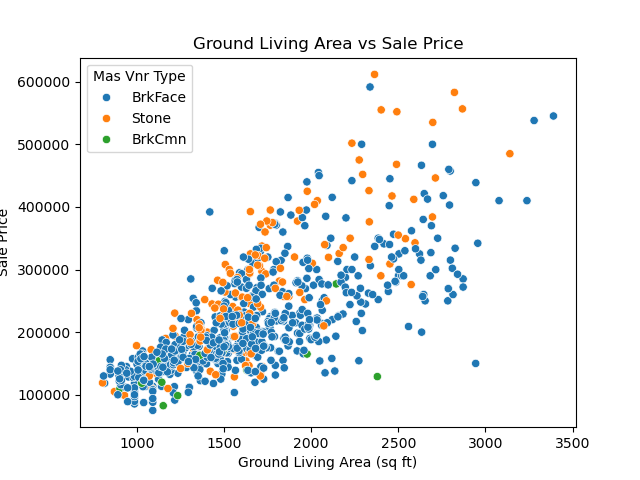 Ground Living Area vs Sale Price
Mas Vnr Type
BrkFace
Stone
BrkCmn
600000
500000
400000
300000
200000
100000
Sale Price
1000 1500 2000 2500 3000 3500
Ground Living Area (sq ft)